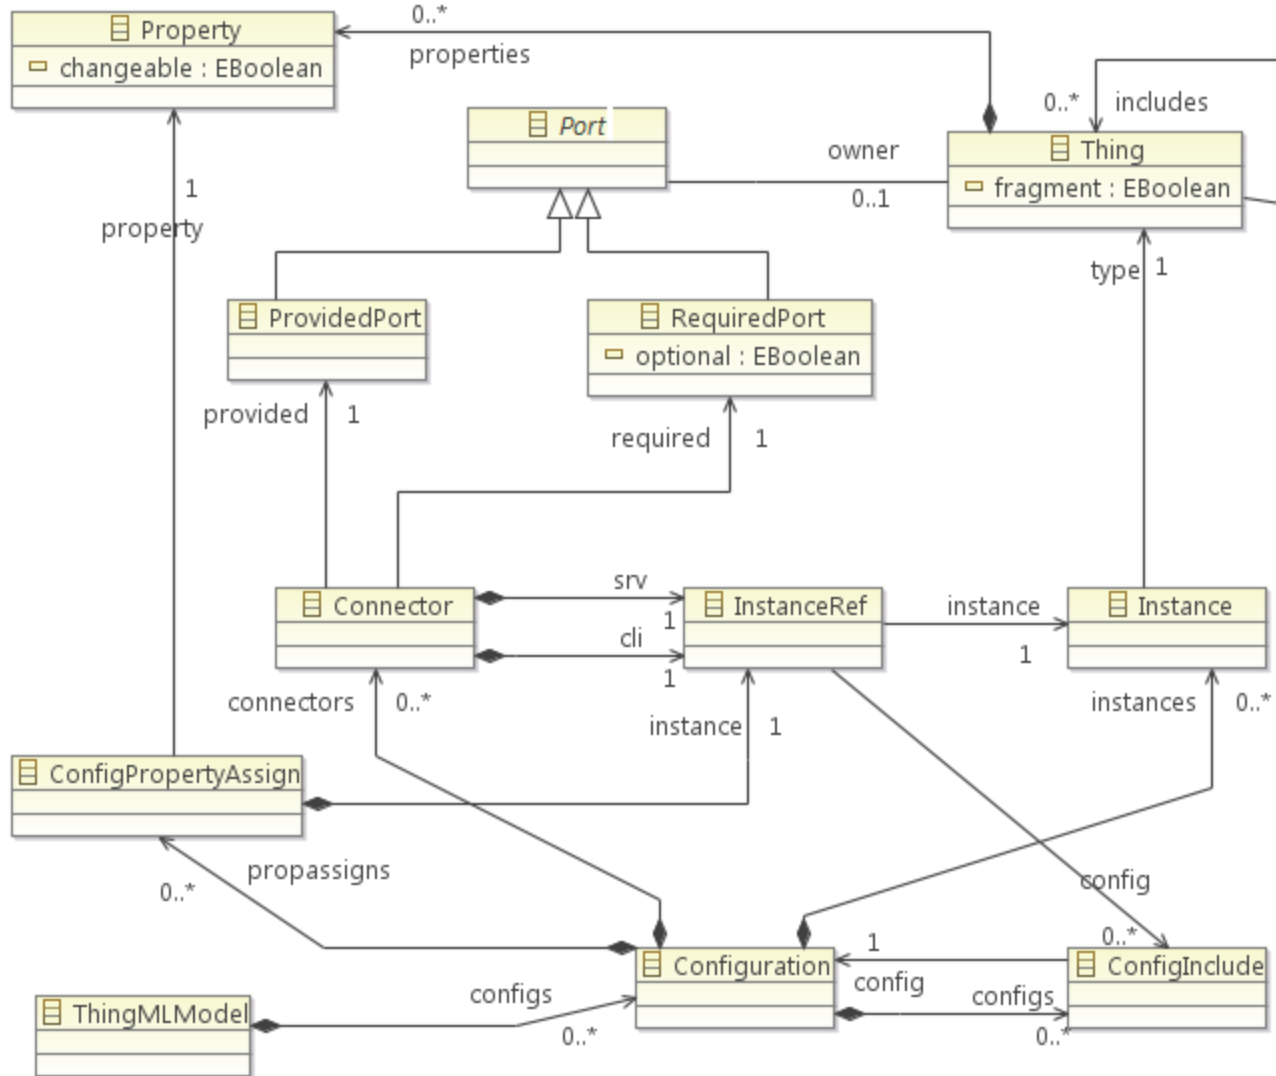 Property
changeable : EBoolean
0..*
properties
Port
owner
0..1
0..*
includes
Thing
fragment : EBoolean
1
property
type
1
ProvidedPort
RequiredPort
optional : EBoolean
provided
1
required
1
Connector
srv
1
cli
1
InstanceRef
instance
1
Instance
connectors
0..*
instance
1
instances
0..*
ConfigPropertyAssign
propassigns
0..*
config
0..*
Configuration
1
config
configs
0..*
ConfigInclude
ThingMLModel
configs
0..*